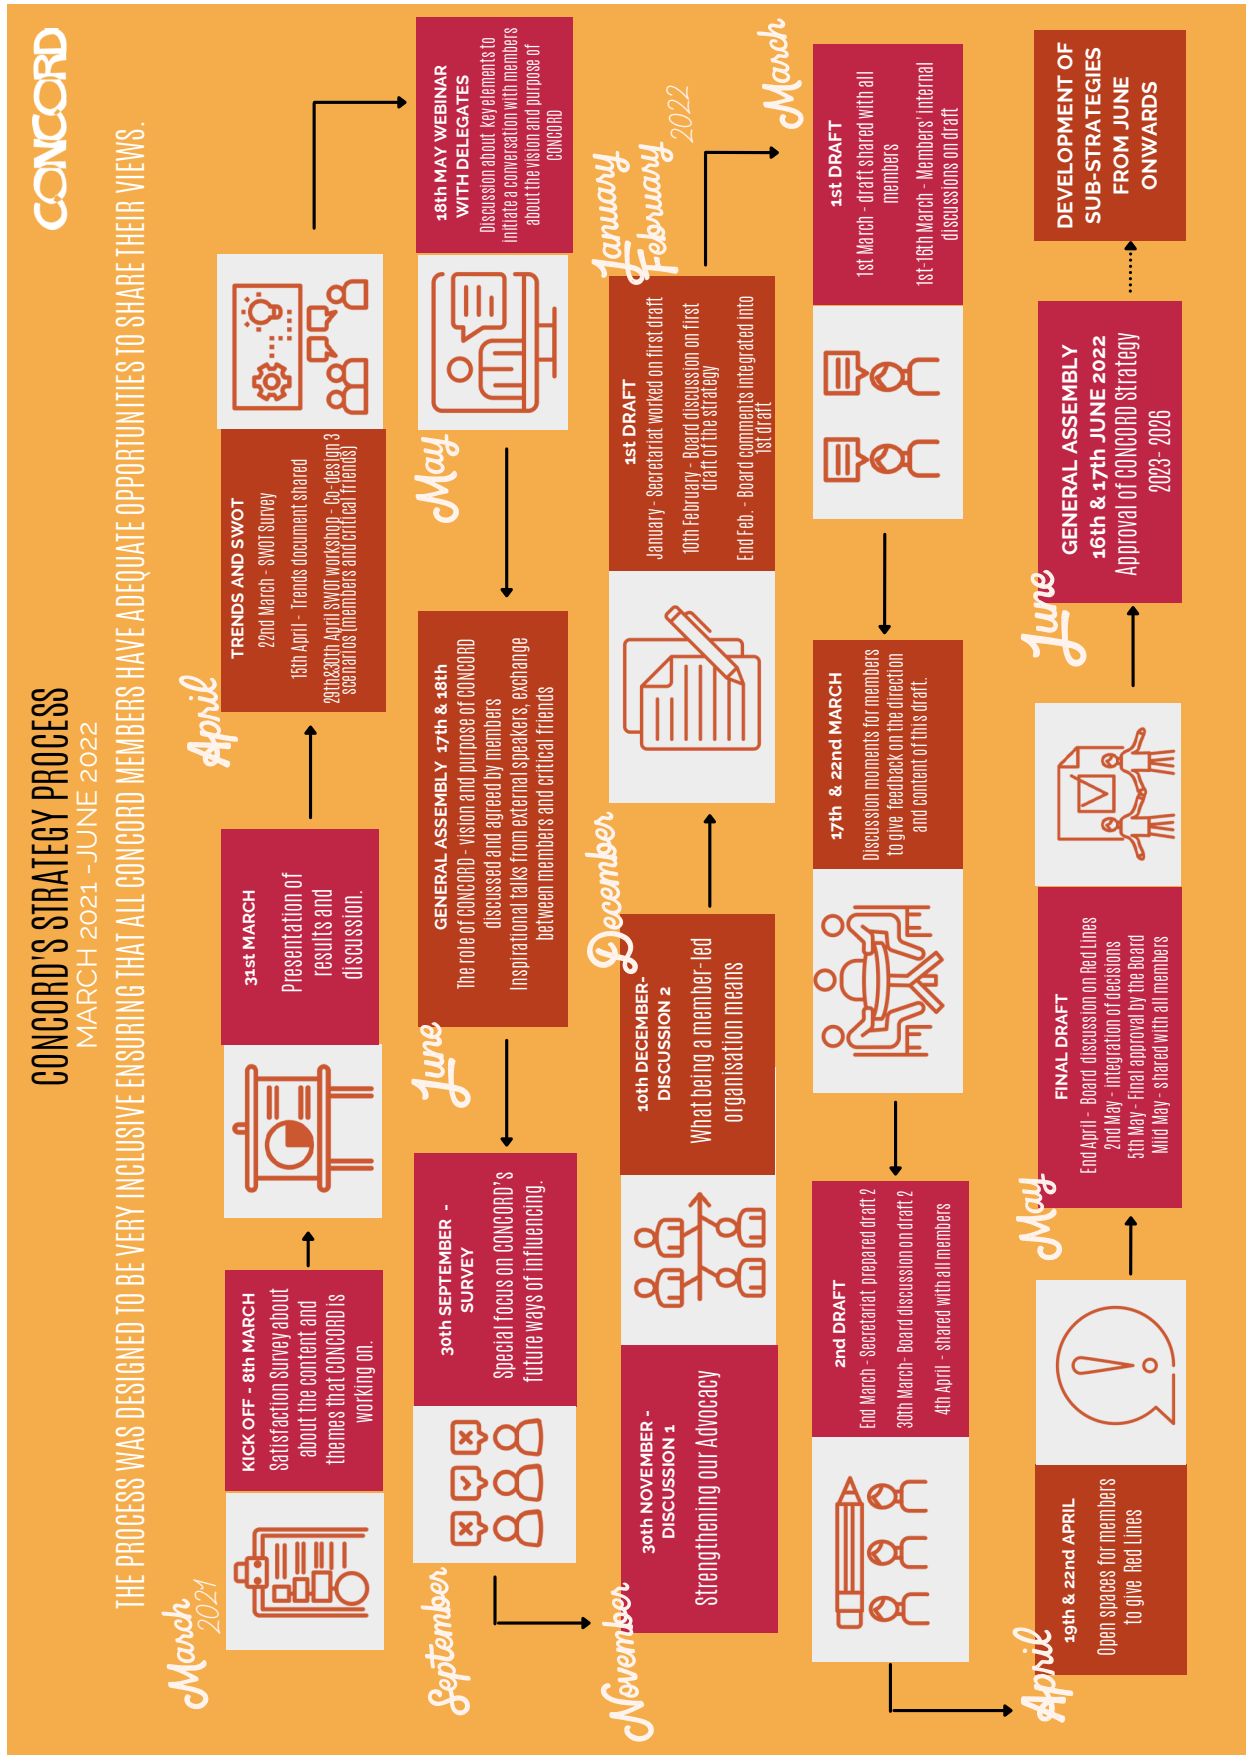 CONCORD
CONCORD'S STRATEGY PROCESS
MARCH 2021 -JUNE 2022
THE PROCESS WAS DESIGNED TO BE VERY INCLUSIVE ENSURING THAT ALL CONCORD MEMBERS HAVE ADEQUATE OPPORTUNITIES TO SHARE THEIR VIEWS.
March
2021
KICK OFF - 8th MARCH
Satisfaction Survey about
about the content and
themes that CONCORD is
working on.
31st MARCH
Presentation of
results and
discussion.
April
TRENDS AND SWOT
22nd March - SWOT Survey
15th April - Trends document shared
29th&30th April SWOT workshop - Co-design 3
scenarios (members and critical friends)
May
18th MAY WEBINAR
WITH DELEGATES
Discussion about key elements to
initiate a conversation with members
about the vision and purpose of
CONCORD
June
GENERAL ASSEMBLY 17th & 18th
The role of CONCORD - vision and purpose of CONCORD
discussed and agreed by members
Inspirational talks from external speakers, exchange
between members and critical friends
September
30th SEPTEMBER -
SURVEY
Special focus on CONCORD's
future ways of influencing.
November
30th NOVEMBER -
DISCUSSION 1
Strengthening our Advocacy
December
10th DECEMBER-
DISCUSSION 2
What being a member-led
organisation means
January
February
2022
1st DRAFT
January - Secretariat worked on first draft
10th February - Board discussion on first
draft of the strategy
End Feb. - Board comments integrated into
1st draft
March
1st DRAFT
1st March - draft shared with all
members
1st-16th March - Members' internal
discussions on draft
17th & 22nd MARCH
Discussion moments for members
to give feedback on the direction
and content of this draft.
2nd DRAFT
End March - Secretariat prepared draft 2
30th March- Board discussion on draft 2
4th April - shared with all members
April
19th & 22nd APRIL
Open spaces for members
to give Red Lines
May
FINAL DRAFT
End April - Board discussion on Red Lines
2nd May - integration of decisions
5th May - Final approval by the Board
Miid May - shared with all members
June
GENERAL ASSEMBLY
16th & 17th JUNE 2022
Approval of CONCORD Strategy
2023- 2026
DEVELOPMENT OF
SUB-STRATEGIES
FROM JUNE
ONWARDS